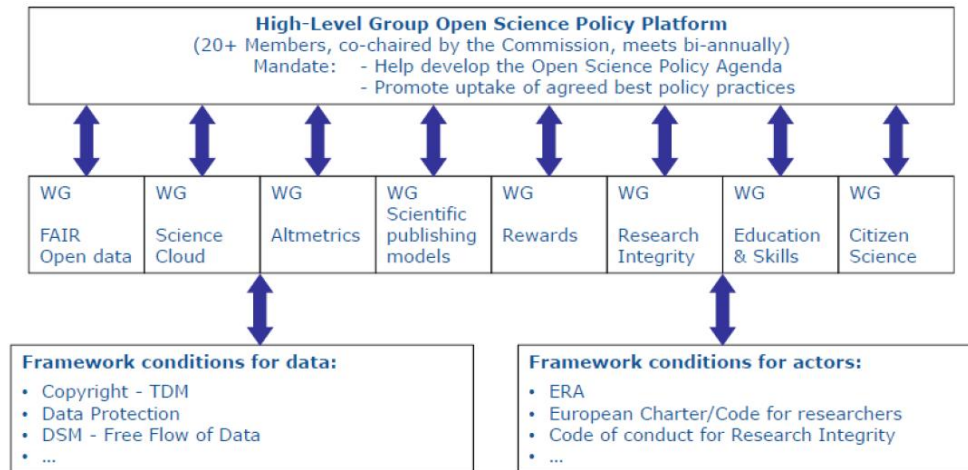 High-Level Group Open Science Policy Platform
(20+ Members, co-chaired by the Commission, meets bi-annually)
Mandate: - Help develop the Open Science Policy Agenda
- Promote uptake of agreed best policy practices
WG
FAIR
Open data
WG
Science
Cloud
WG
Altmetrics
WG
Scientific
publishing
models
WG
Rewards
WG
Research
Integrity
WG
Education
& Skills
WG
Citizen
Science
Framework conditions for data:
• Copyright - TDM
• Data Protection
• DSM - Free Flow of Data
• ...
Framework conditions for actors:
• ERA
• European Charter/Code for researchers
• Code of conduct for Research Integrity
• ...